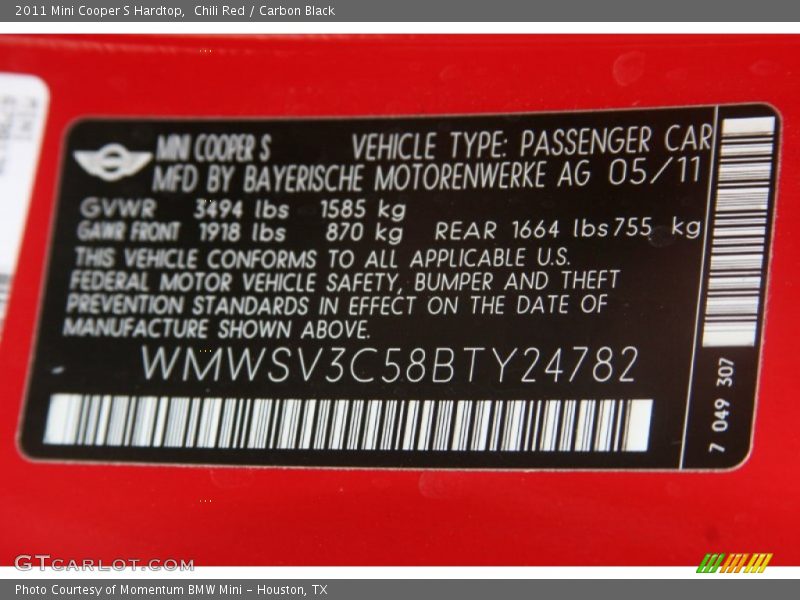 2011 Mini Cooper S Hardtop,  Chili Red / Carbon Black
MINI COOPER S VEHICLE TYPE: PASSENGER CAR
MFD BY BAYERISCHE MOTORENWERKE AG 05/11
GVWR 3494 lbs 1585 kg
GAWR FRONT 1918 lbs 870 kg REAR 1664 lbs 755 kg
THIS VEHICLE CONFORMS TO ALL APPLICABLE U.S.
FEDERAL MOTOR VEHICLE SAFETY, BUMPER AND THEFT
PREVENTION STANDARDS IN EFFECT ON THE DATE OF
MANUFACTURE SHOWN ABOVE.
WMWSV3C58BTY24782
7 049 307
GTCARLOT.COM
Photo Courtesy of Momentum BMW Mini - Houston, TX